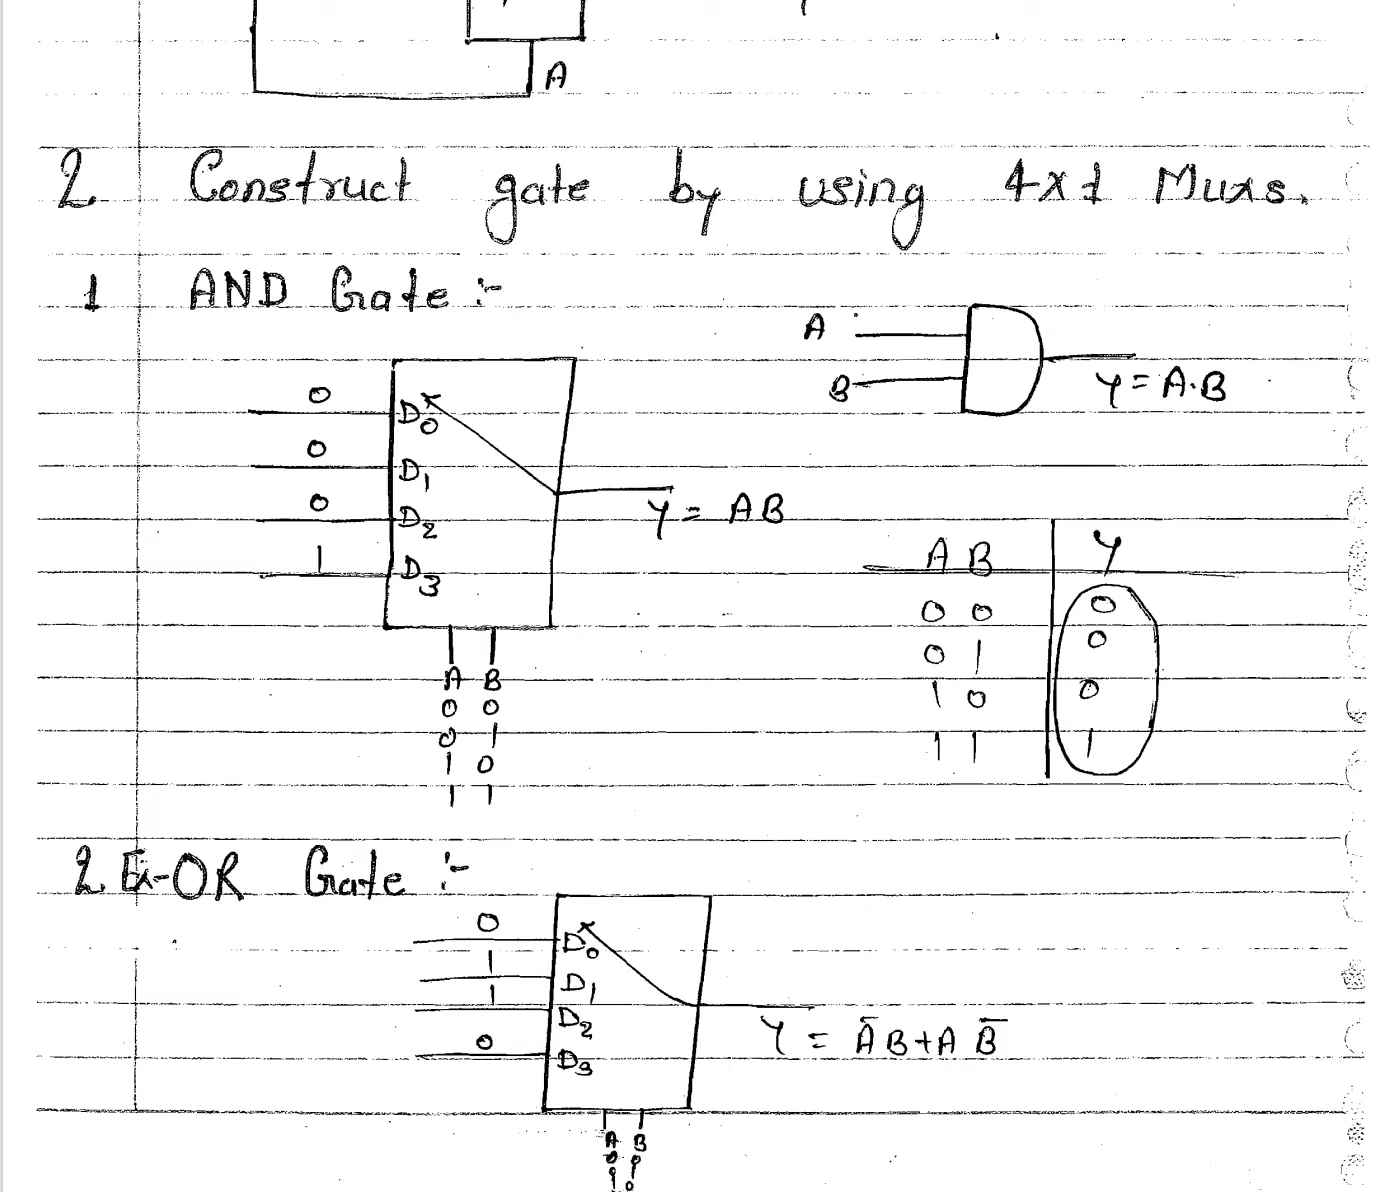 A
2 Construct gate by using 4x1 Muxs.
1 AND Gate :-
A
B
Y = A.B
0 D0
0 D1
0 D2
1 D3
Y = AB
A B
0 0
0 1
1 0
1 1
A B Y
0 0 0
0 1 0
1 0 0
1 1 1
2. Ex-OR Gate :-
0 D0
1 D1
1 D2
0 D3
Y = A̅B+A B̅
A B
0 0